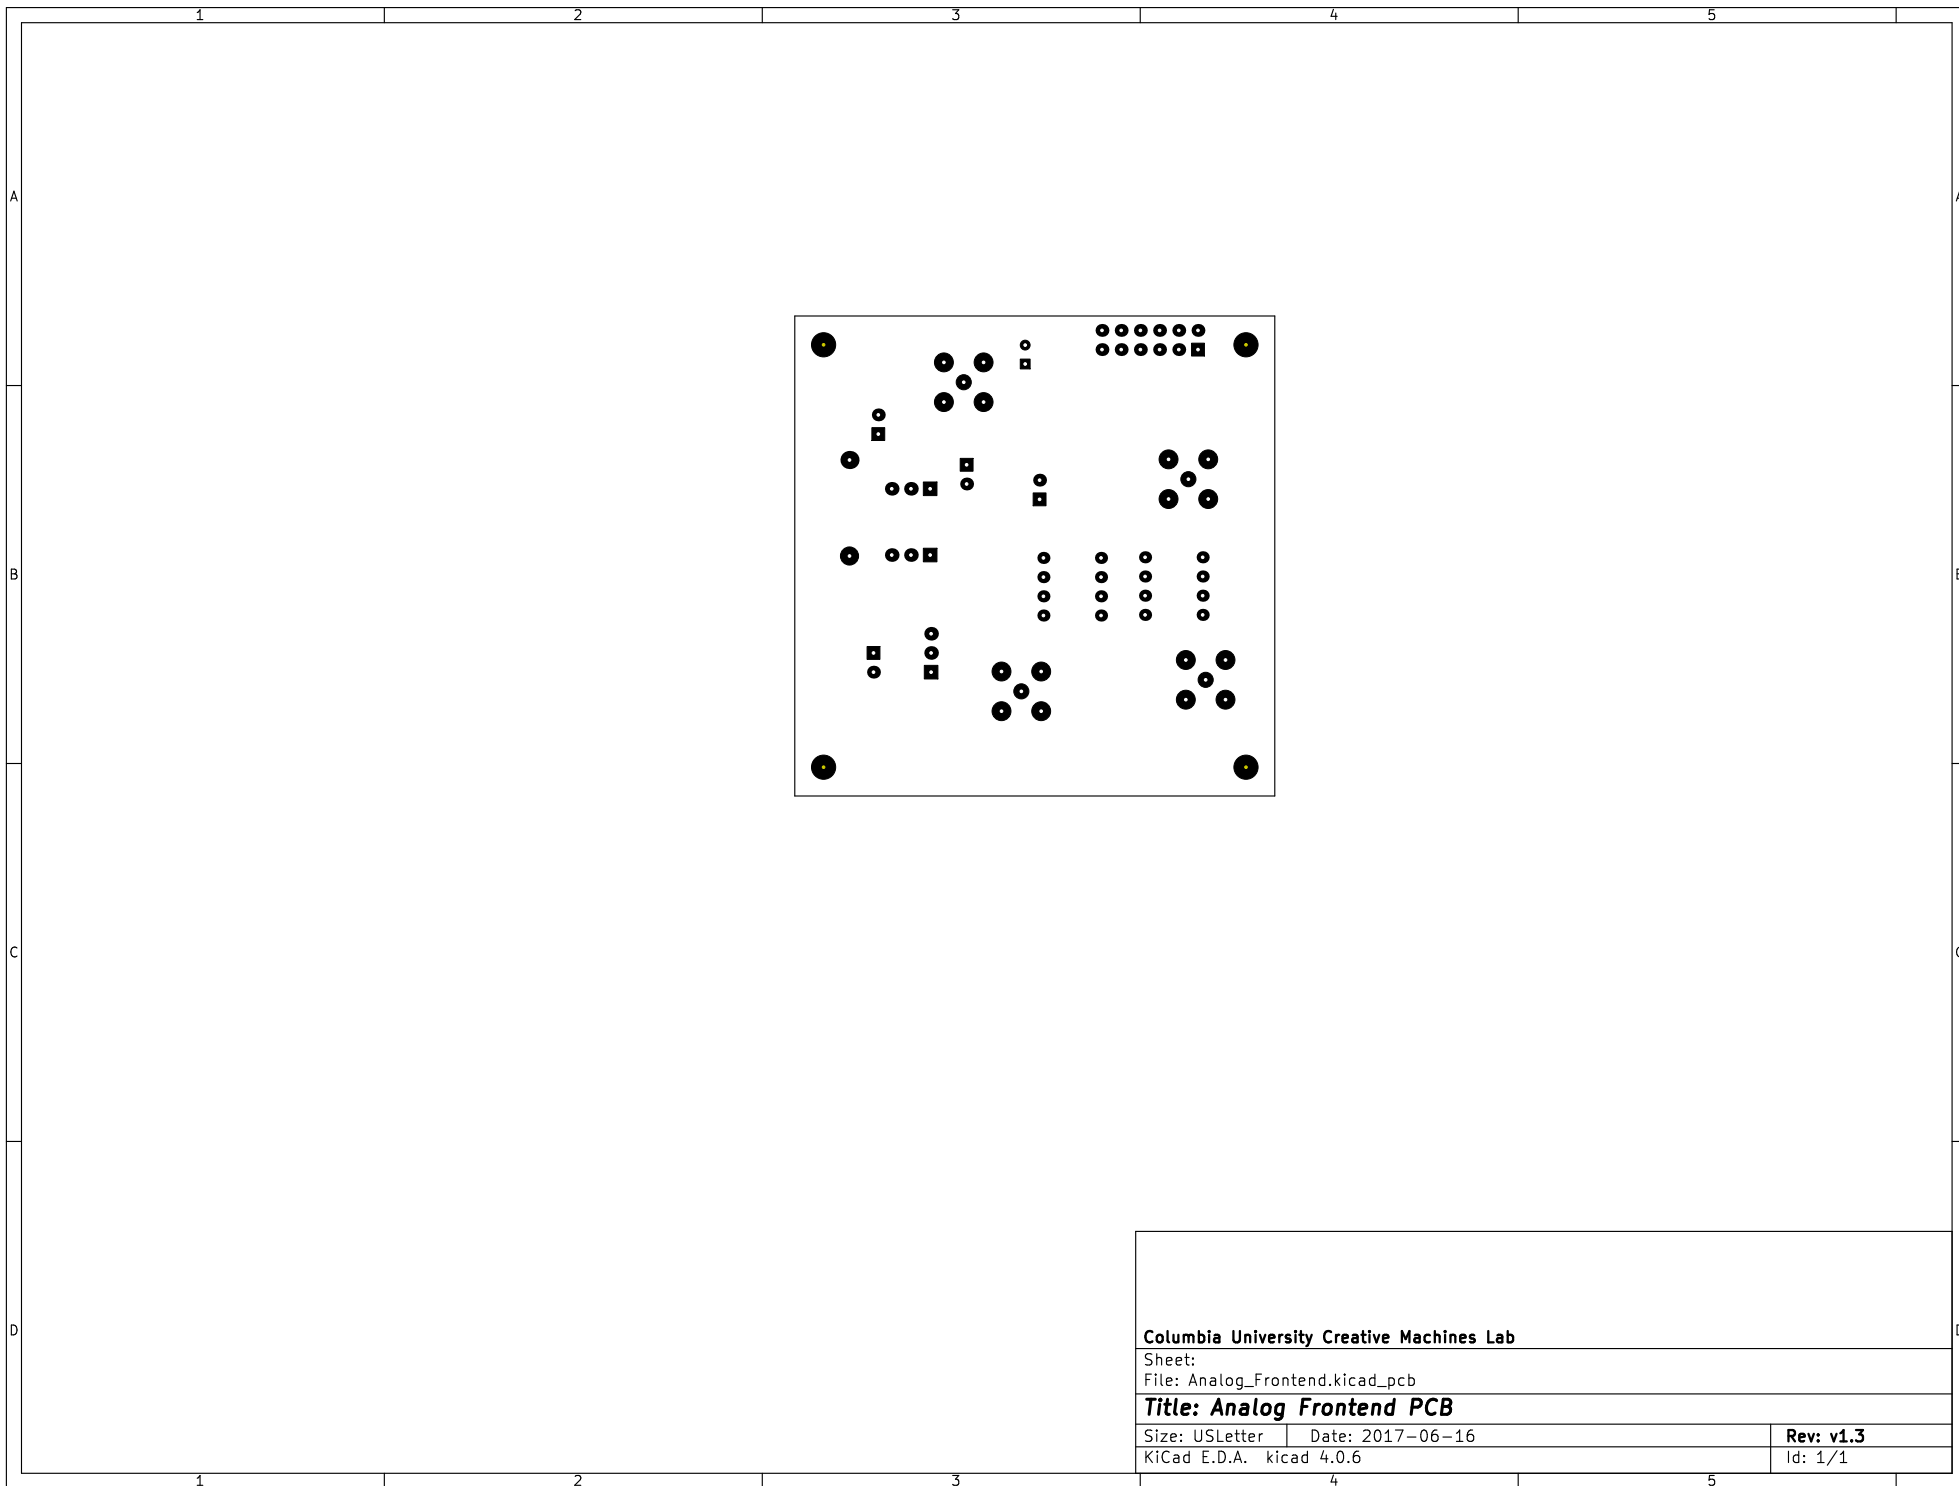 1 2 3 4 5
A A
B B
C C
D D
Columbia University Creative Machines Lab
Sheet:
File: Analog_Frontend.kicad_pcb
Title: Analog Frontend PCB
Size: USLetter Date: 2017-06-16 Rev: v1.3
KiCad E.D.A. kicad 4.0.6 Id: 1/1
1 2 3 4 5